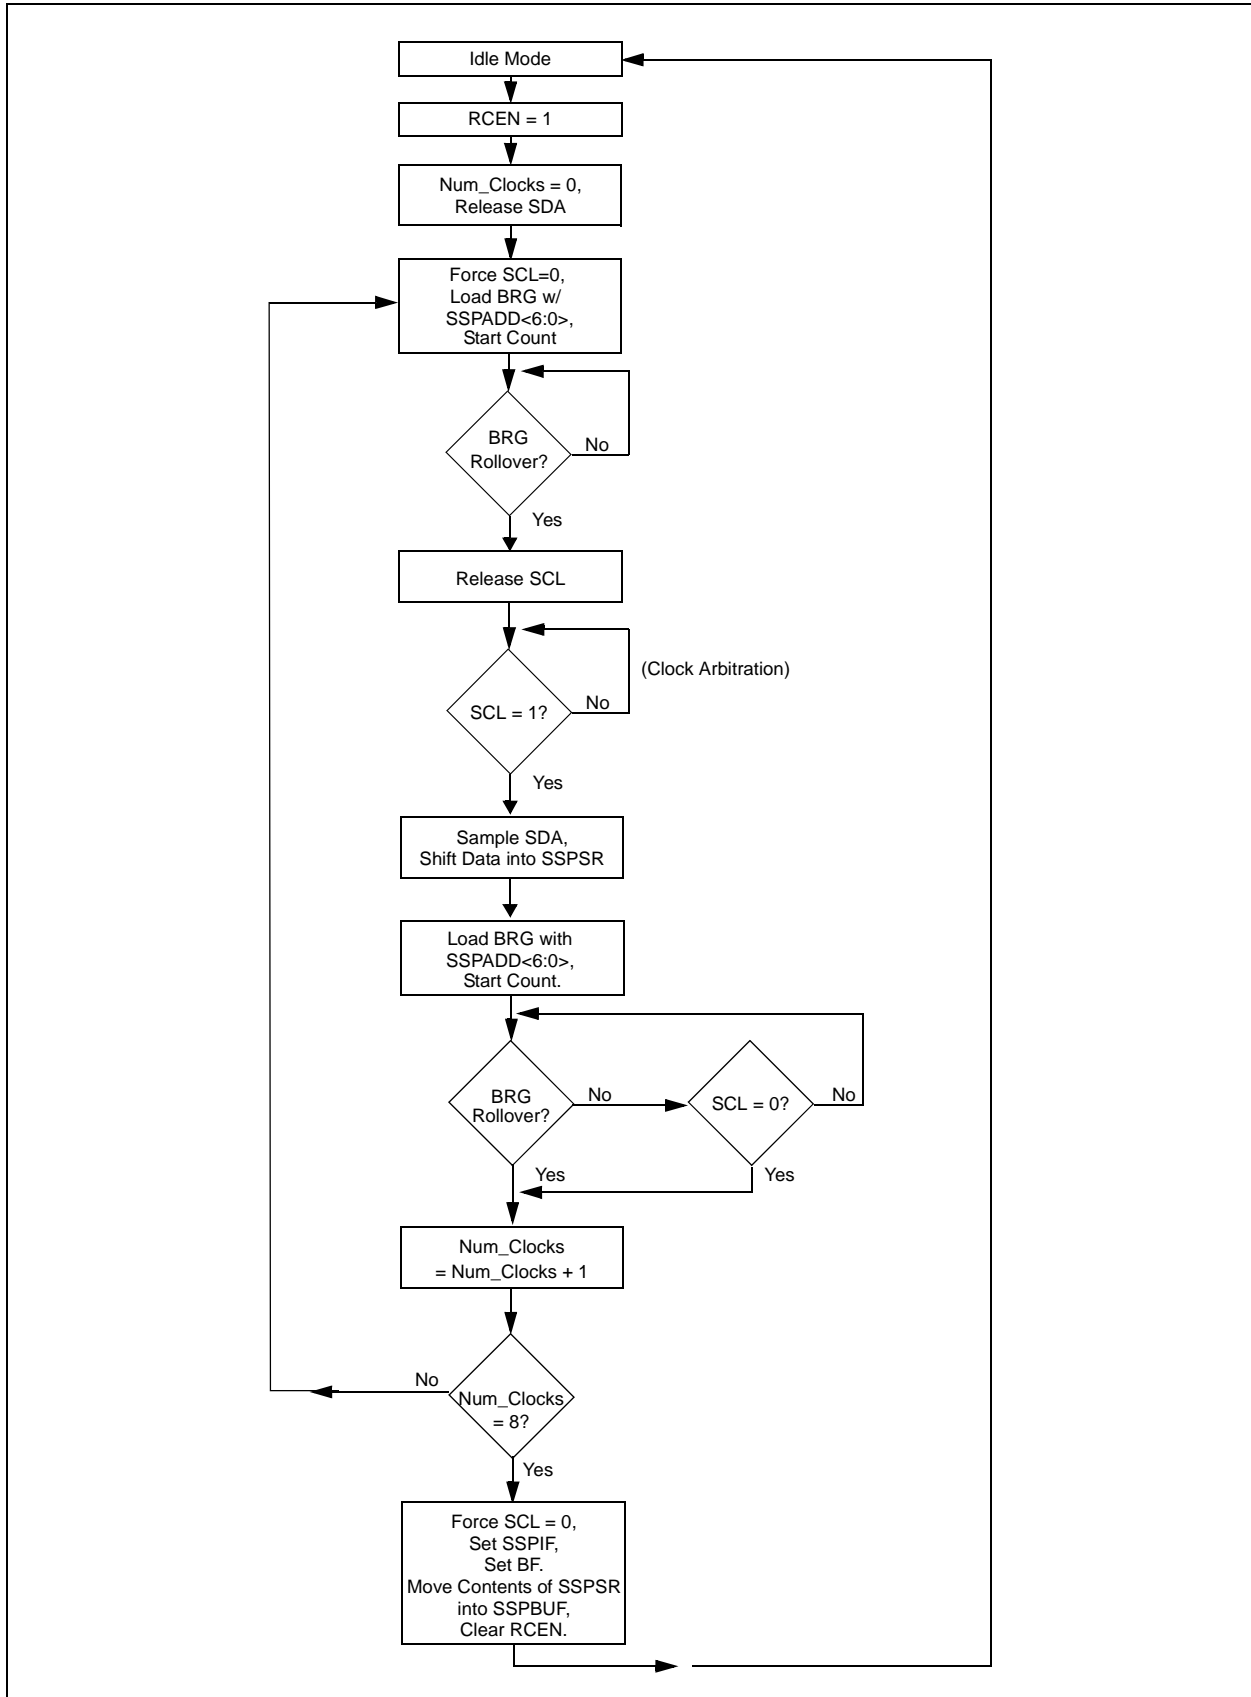 Idle Mode
RCEN = 1
Num_Clocks = 0,
Release SDA
Force SCL=0,
Load BRG w/
SSPADD<6:0>,
Start Count
BRG
Rollover?
No
Yes
Release SCL
(Clock Arbitration)
SCL = 1?
No
Yes
Sample SDA,
Shift Data into SSPSR
Load BRG with
SSPADD<6:0>,
Start Count.
BRG
Rollover?
No
SCL = 0?
No
Yes
Yes
Num_Clocks
= Num_Clocks + 1
No
Num_Clocks
= 8?
Yes
Force SCL = 0,
Set SSPIF,
Set BF.
Move Contents of SSPSR
into SSPBUF,
Clear RCEN.